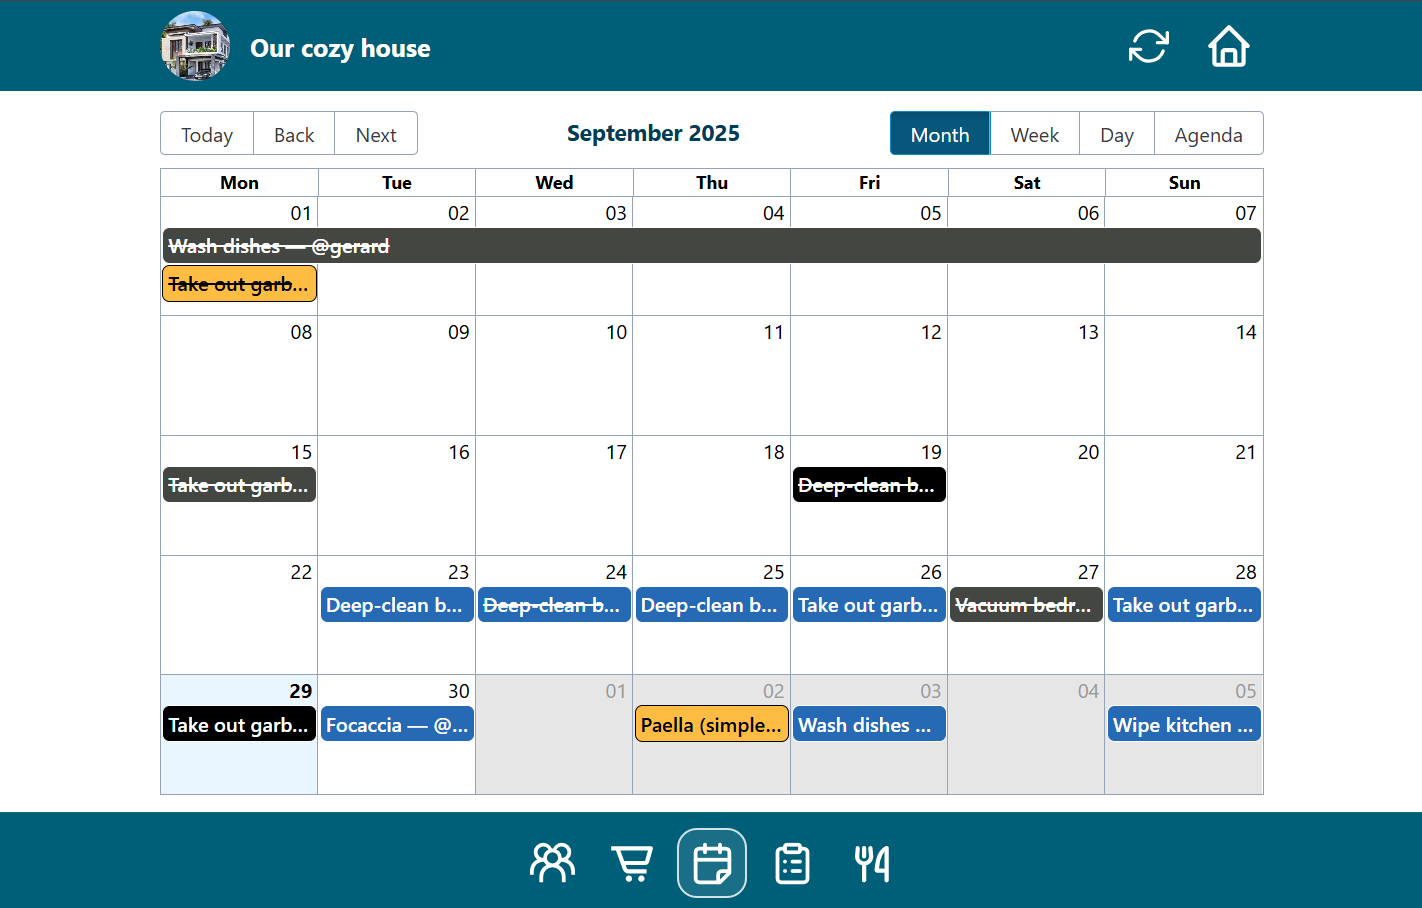 Our cozy house
Today Back Next
September 2025
Month Week Day Agenda
Mon Tue Wed Thu Fri Sat Sun
01 02 03 04 05 06 07
Wash dishes — @gerard
Take out garb...
08 09 10 11 12 13 14
15 16 17 18 19 20 21
Take out garb... Deep-clean b...
22 23 24 25 26 27 28
Deep-clean b... Deep-clean b... Deep-clean b... Take out garb... Vacuum bedr... Take out garb...
29 30 01 02 03 04 05
Take out garb... Focaccia — @... Paella (simple... Wash dishes ... Wipe kitchen ...